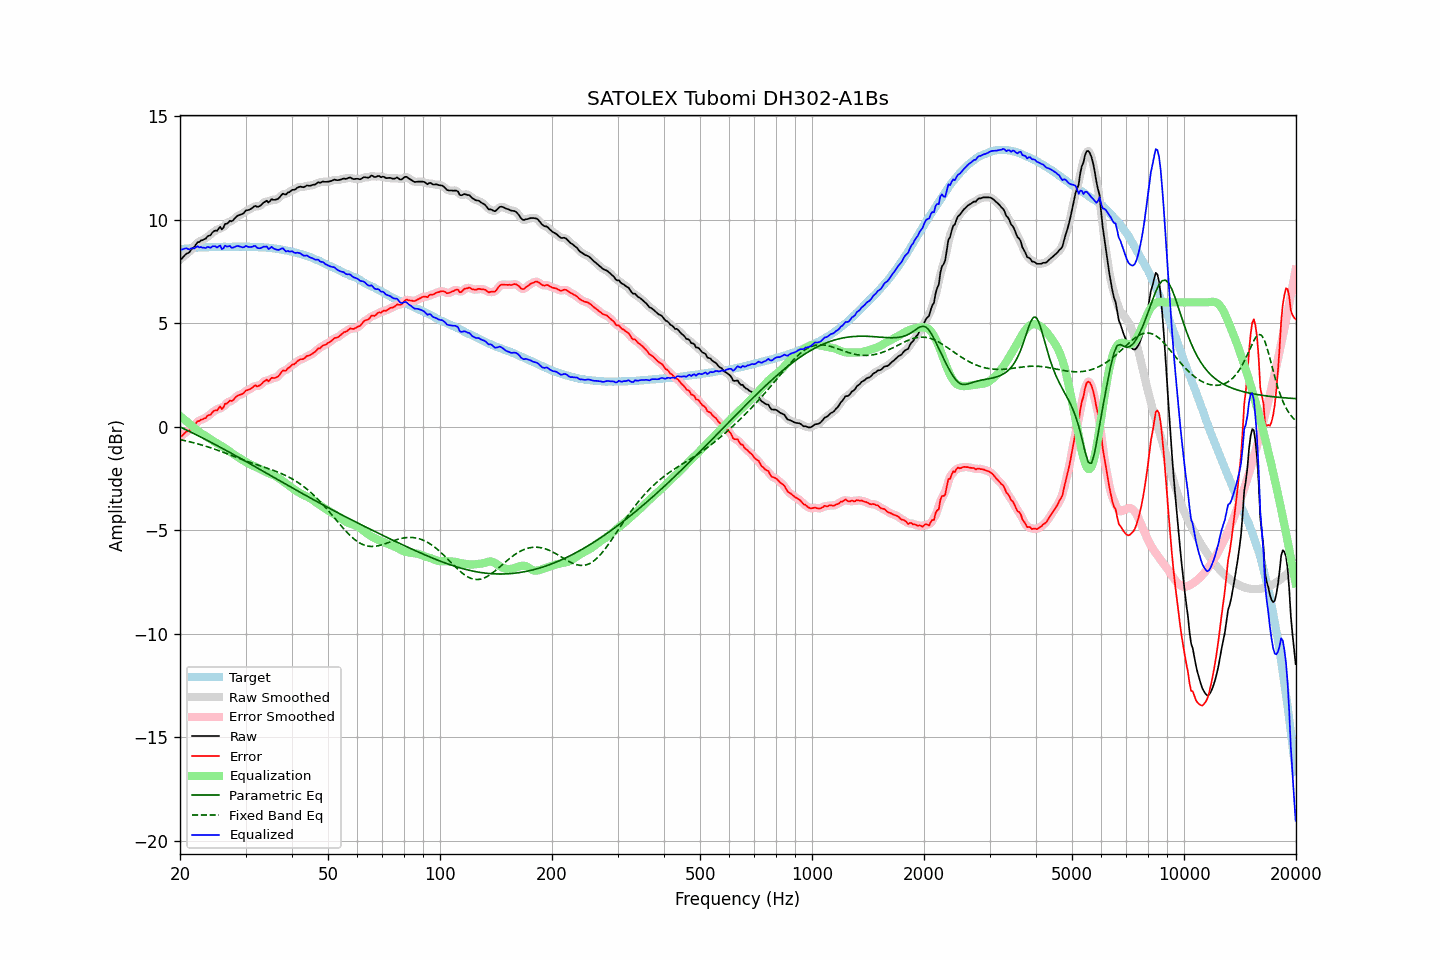 SATOLEX Tubomi DH302-A1Bs
15
10
5
0
−5
−10
−15
−20
Amplitude (dBr)
Target
Raw Smoothed
Error Smoothed
Raw
Error
Equalization
Parametric Eq
Fixed Band Eq
Equalized
20 50 100 200 500 1000 2000 5000 10000 20000
Frequency (Hz)